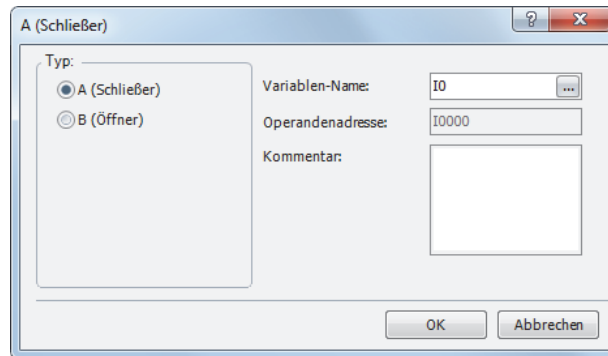 A (Schließer)
Typ:
A (Schließer)
B (Öffner)
Variablen-Name: I0 ...
Operandenadresse: I0000
Kommentar:
OK Abbrechen